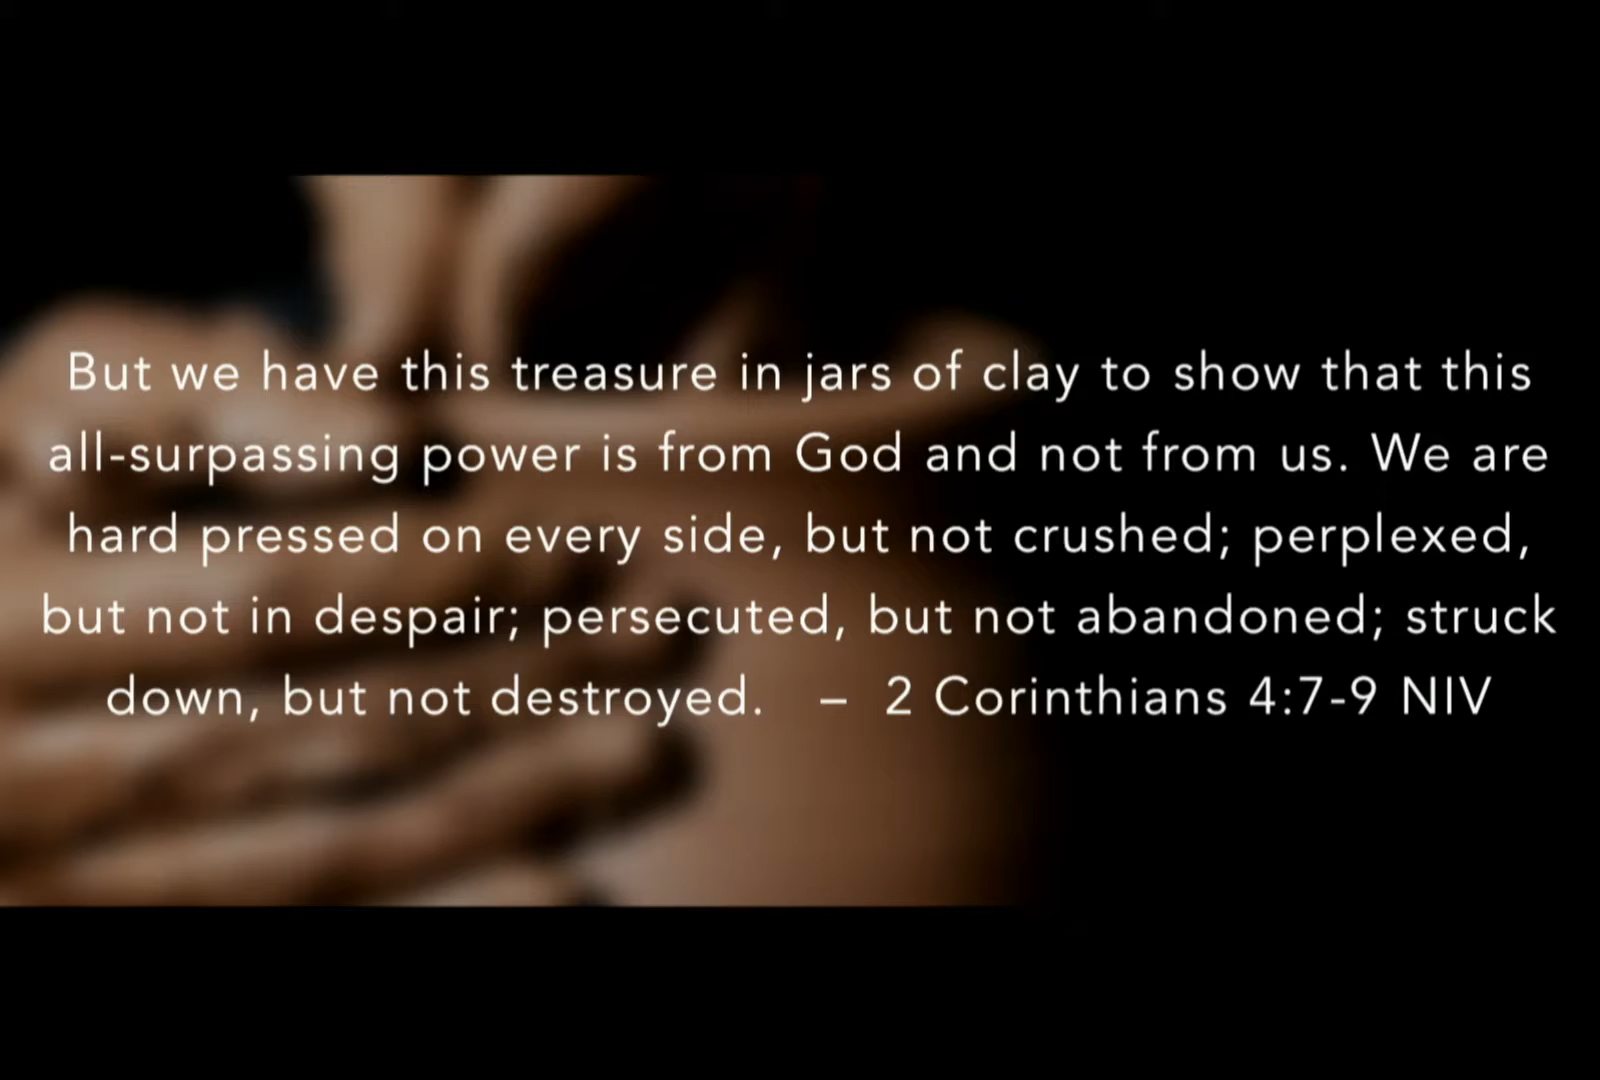 But we have this treasure in jars of clay to show that this
all-surpassing power is from God and not from us. We are
hard pressed on every side, but not crushed; perplexed,
but not in despair; persecuted, but not abandoned; struck
down, but not destroyed. – 2 Corinthians 4:7-9 NIV